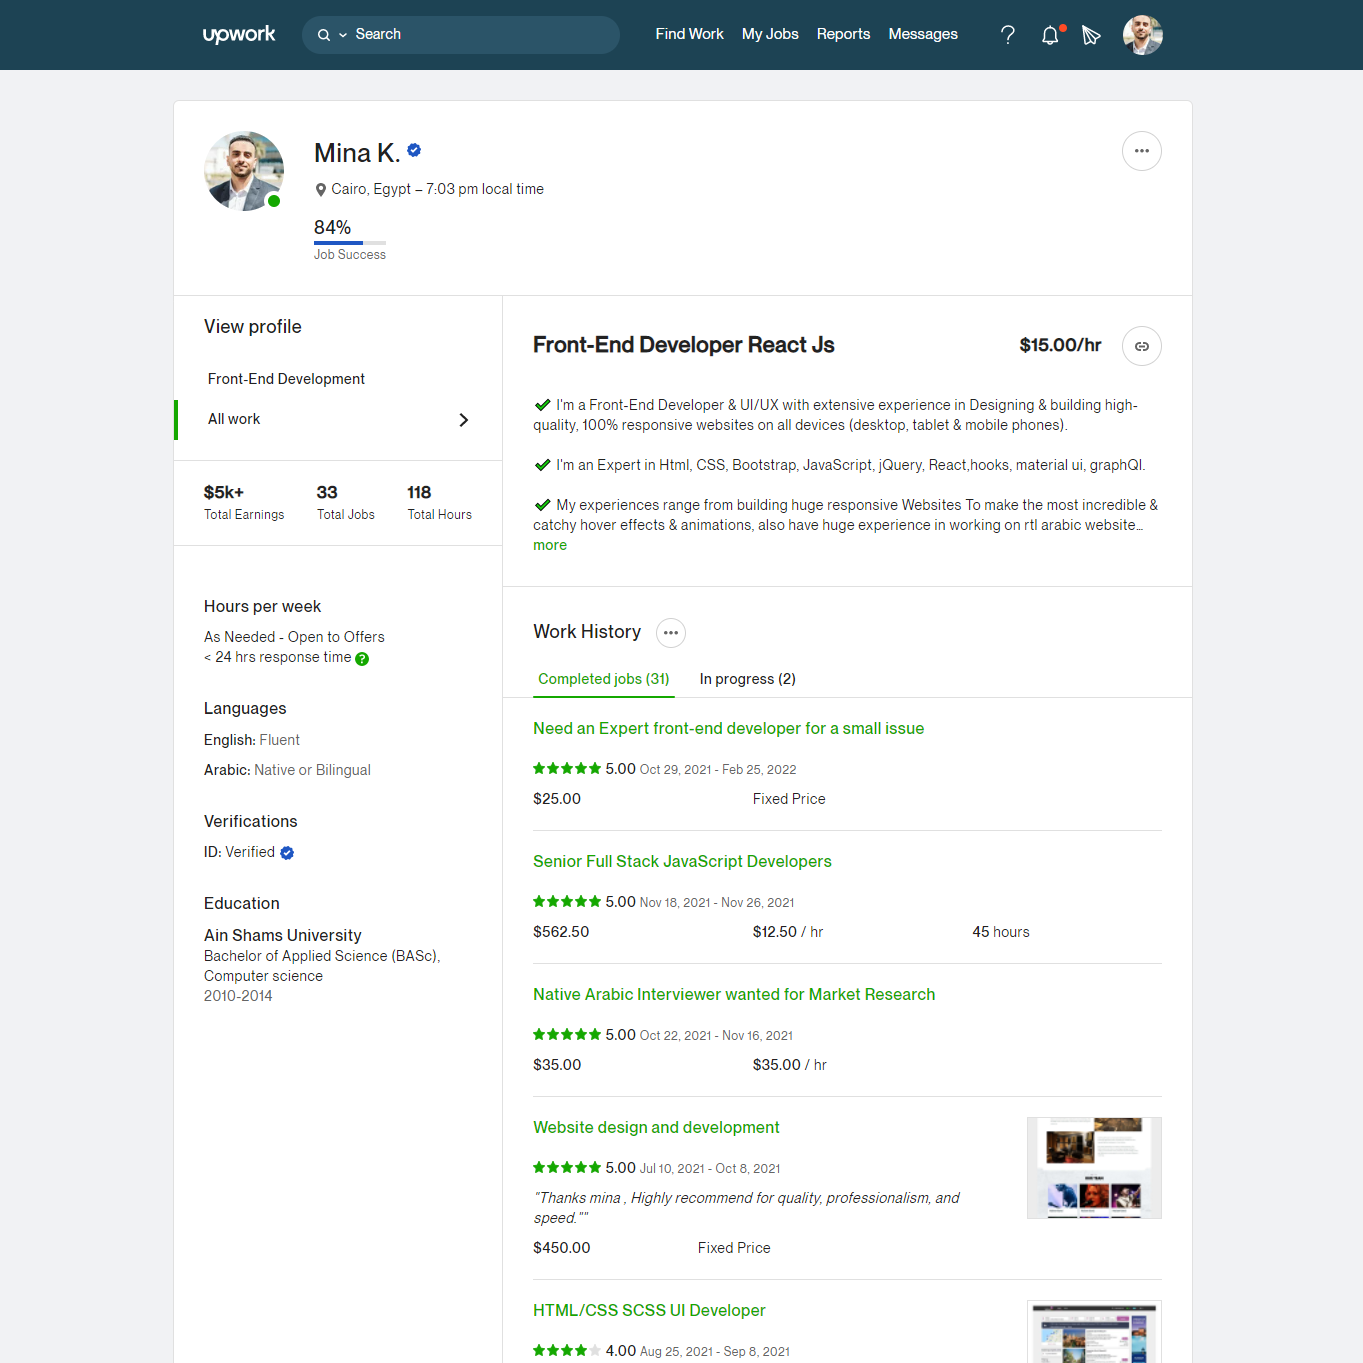 upwork
Search
Find Work
My Jobs
Reports
Messages
Mina K.
Cairo, Egypt – 7:03 pm local time
84%
Job Success
View profile
Front-End Development
All work
$5k+
Total Earnings
33
Total Jobs
118
Total Hours
Hours per week
As Needed - Open to Offers
< 24 hrs response time
Languages
English: Fluent
Arabic: Native or Bilingual
Verifications
ID: Verified
Education
Ain Shams University
Bachelor of Applied Science (BASc),
Computer science
2010-2014
Front-End Developer React Js
$15.00/hr
✔ I'm a Front-End Developer & UI/UX with extensive experience in Designing & building high-
quality, 100% responsive websites on all devices (desktop, tablet & mobile phones).
✔ I'm an Expert in Html, CSS, Bootstrap, JavaScript, jQuery, React,hooks, material ui, graphQl.
✔ My experiences range from building huge responsive Websites To make the most incredible &
catchy hover effects & animations, also have huge experience in working on rtl arabic website...
more
Work History
Completed jobs (31)
In progress (2)
Need an Expert front-end developer for a small issue
5.00 Oct 29, 2021 - Feb 25, 2022
$25.00
Fixed Price
Senior Full Stack JavaScript Developers
5.00 Nov 18, 2021 - Nov 26, 2021
$562.50
$12.50 / hr
45 hours
Native Arabic Interviewer wanted for Market Research
5.00 Oct 22, 2021 - Nov 16, 2021
$35.00
$35.00 / hr
Website design and development
5.00 Jul 10, 2021 - Oct 8, 2021
"Thanks mina , Highly recommend for quality, professionalism, and
speed.""
$450.00
Fixed Price
HTML/CSS SCSS UI Developer
4.00 Aug 25, 2021 - Sep 8, 2021